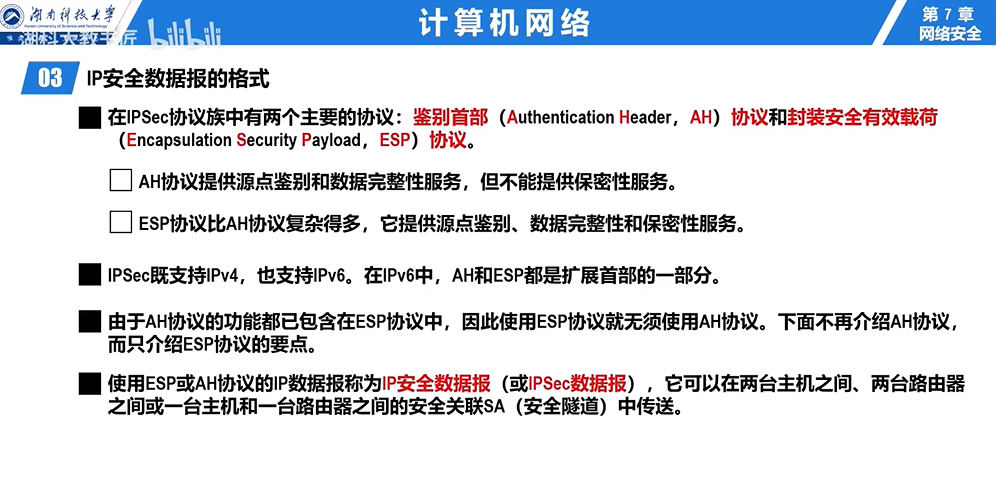 湖南科技大学
Hunan University of Science and Technology
湖科大教书匠 bilibili
计算机网络
第 7 章
网络安全
03 IP安全数据报的格式
在IPSec协议族中有两个主要的协议：鉴别首部（Authentication Header，AH）协议和封装安全有效载荷
（Encapsulation Security Payload，ESP）协议。
AH协议提供源点鉴别和数据完整性服务，但不能提供保密性服务。
ESP协议比AH协议复杂得多，它提供源点鉴别、数据完整性和保密性服务。
IPSec既支持IPv4，也支持IPv6。在IPv6中，AH和ESP都是扩展首部的一部分。
由于AH协议的功能都已包含在ESP协议中，因此使用ESP协议就无须使用AH协议。下面不再介绍AH协议，
而只介绍ESP协议的要点。
使用ESP或AH协议的IP数据报称为IP安全数据报（或IPSec数据报），它可以在两台主机之间、两台路由器
之间或一台主机和一台路由器之间的安全关联SA（安全隧道）中传送。